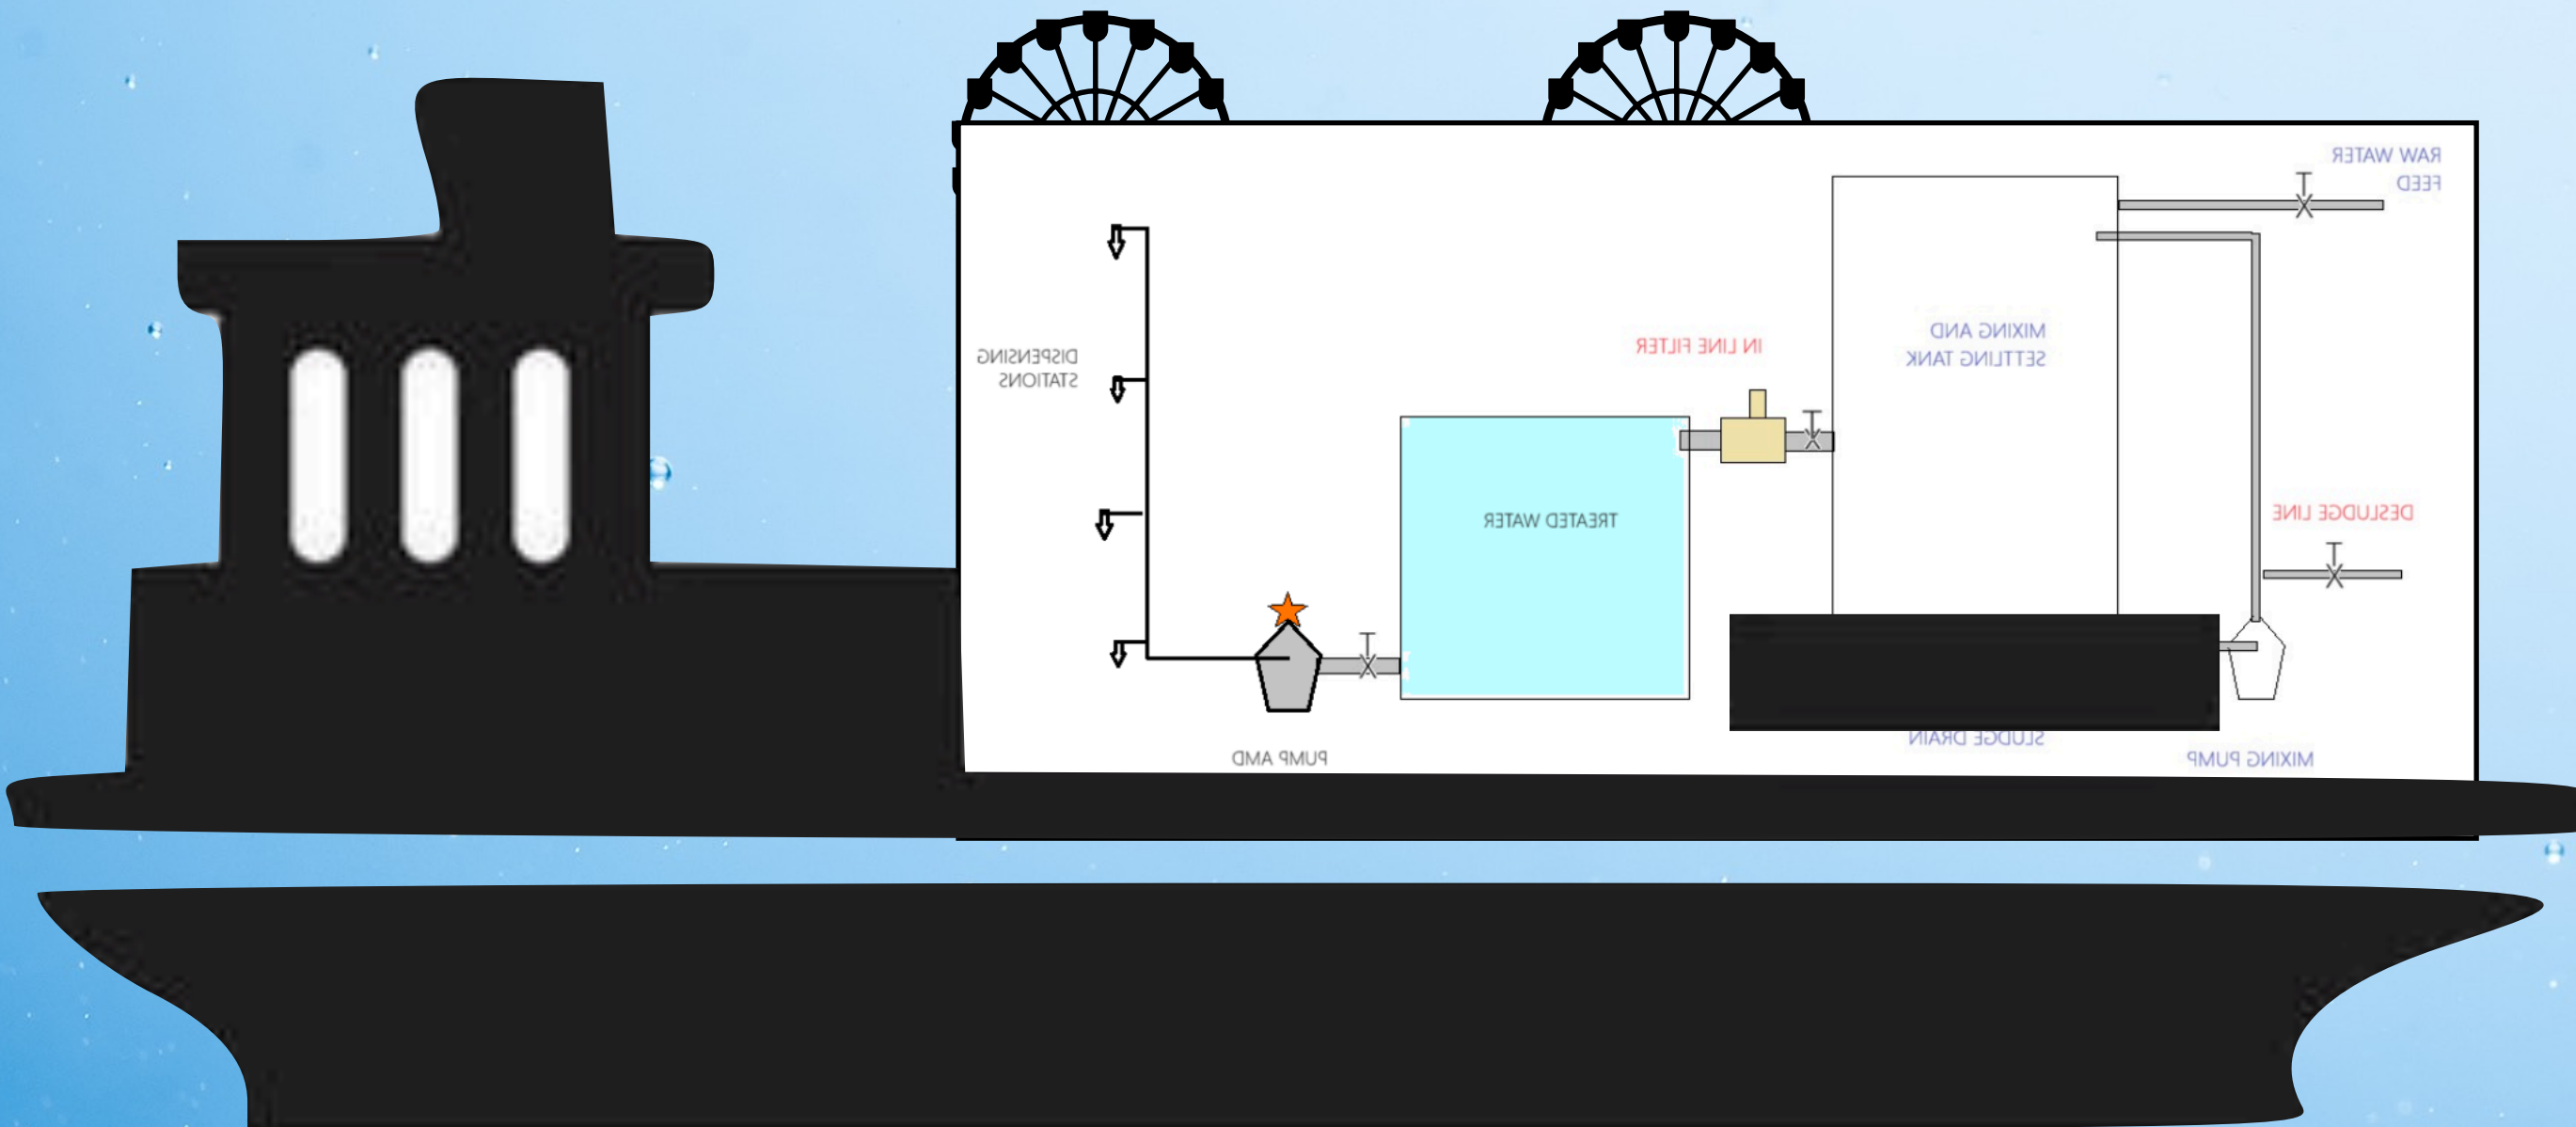 RAW WATER
FEED
MIXING AND
SETTLING TANK
IN LINE FILTER
DISPENSING
STATIONS
TREATED WATER
DESLUDGE LINE
SLUDGE DRAIN
PUMP AMD
MIXING PUMP